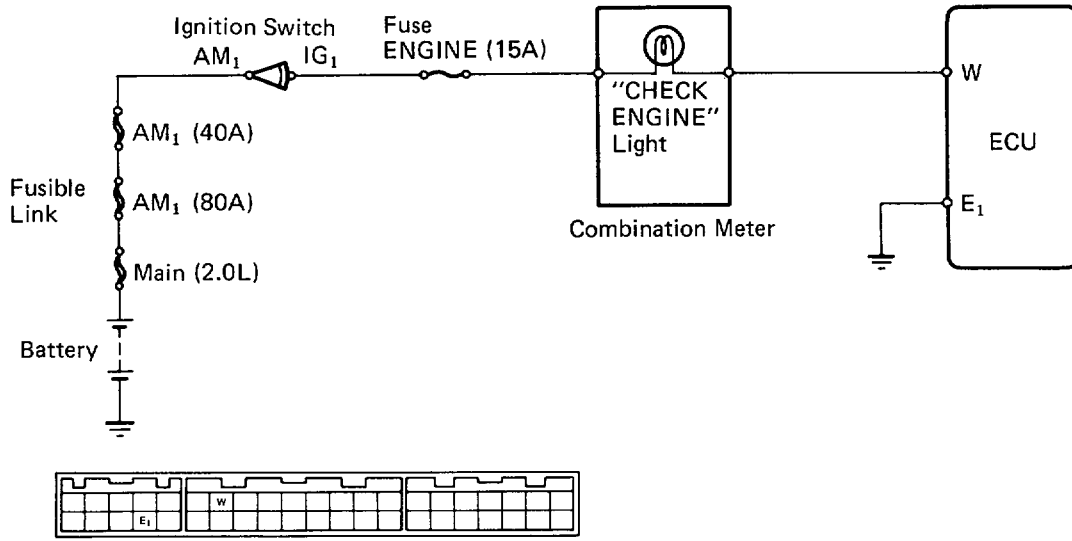 Ignition Switch
AM₁ IG₁
Fuse
ENGINE (15A)
"CHECK
ENGINE"
Light
Combination Meter
W
ECU
E₁
AM₁ (40A)
Fusible
Link
AM₁ (80A)
Main (2.0L)
Battery
W
E₁